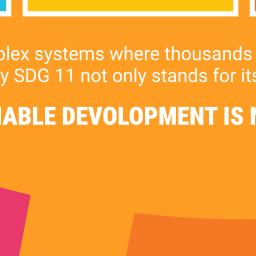 plex systems where thousands
y SDG 11 not only stands for its
NABLE DEVOLOPMENT IS N